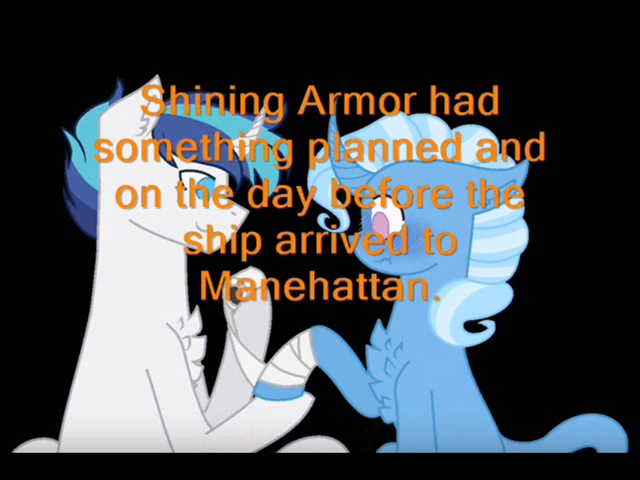 Shining Armor had
something planned and
on the day before the
ship arrived to
Manehattan.